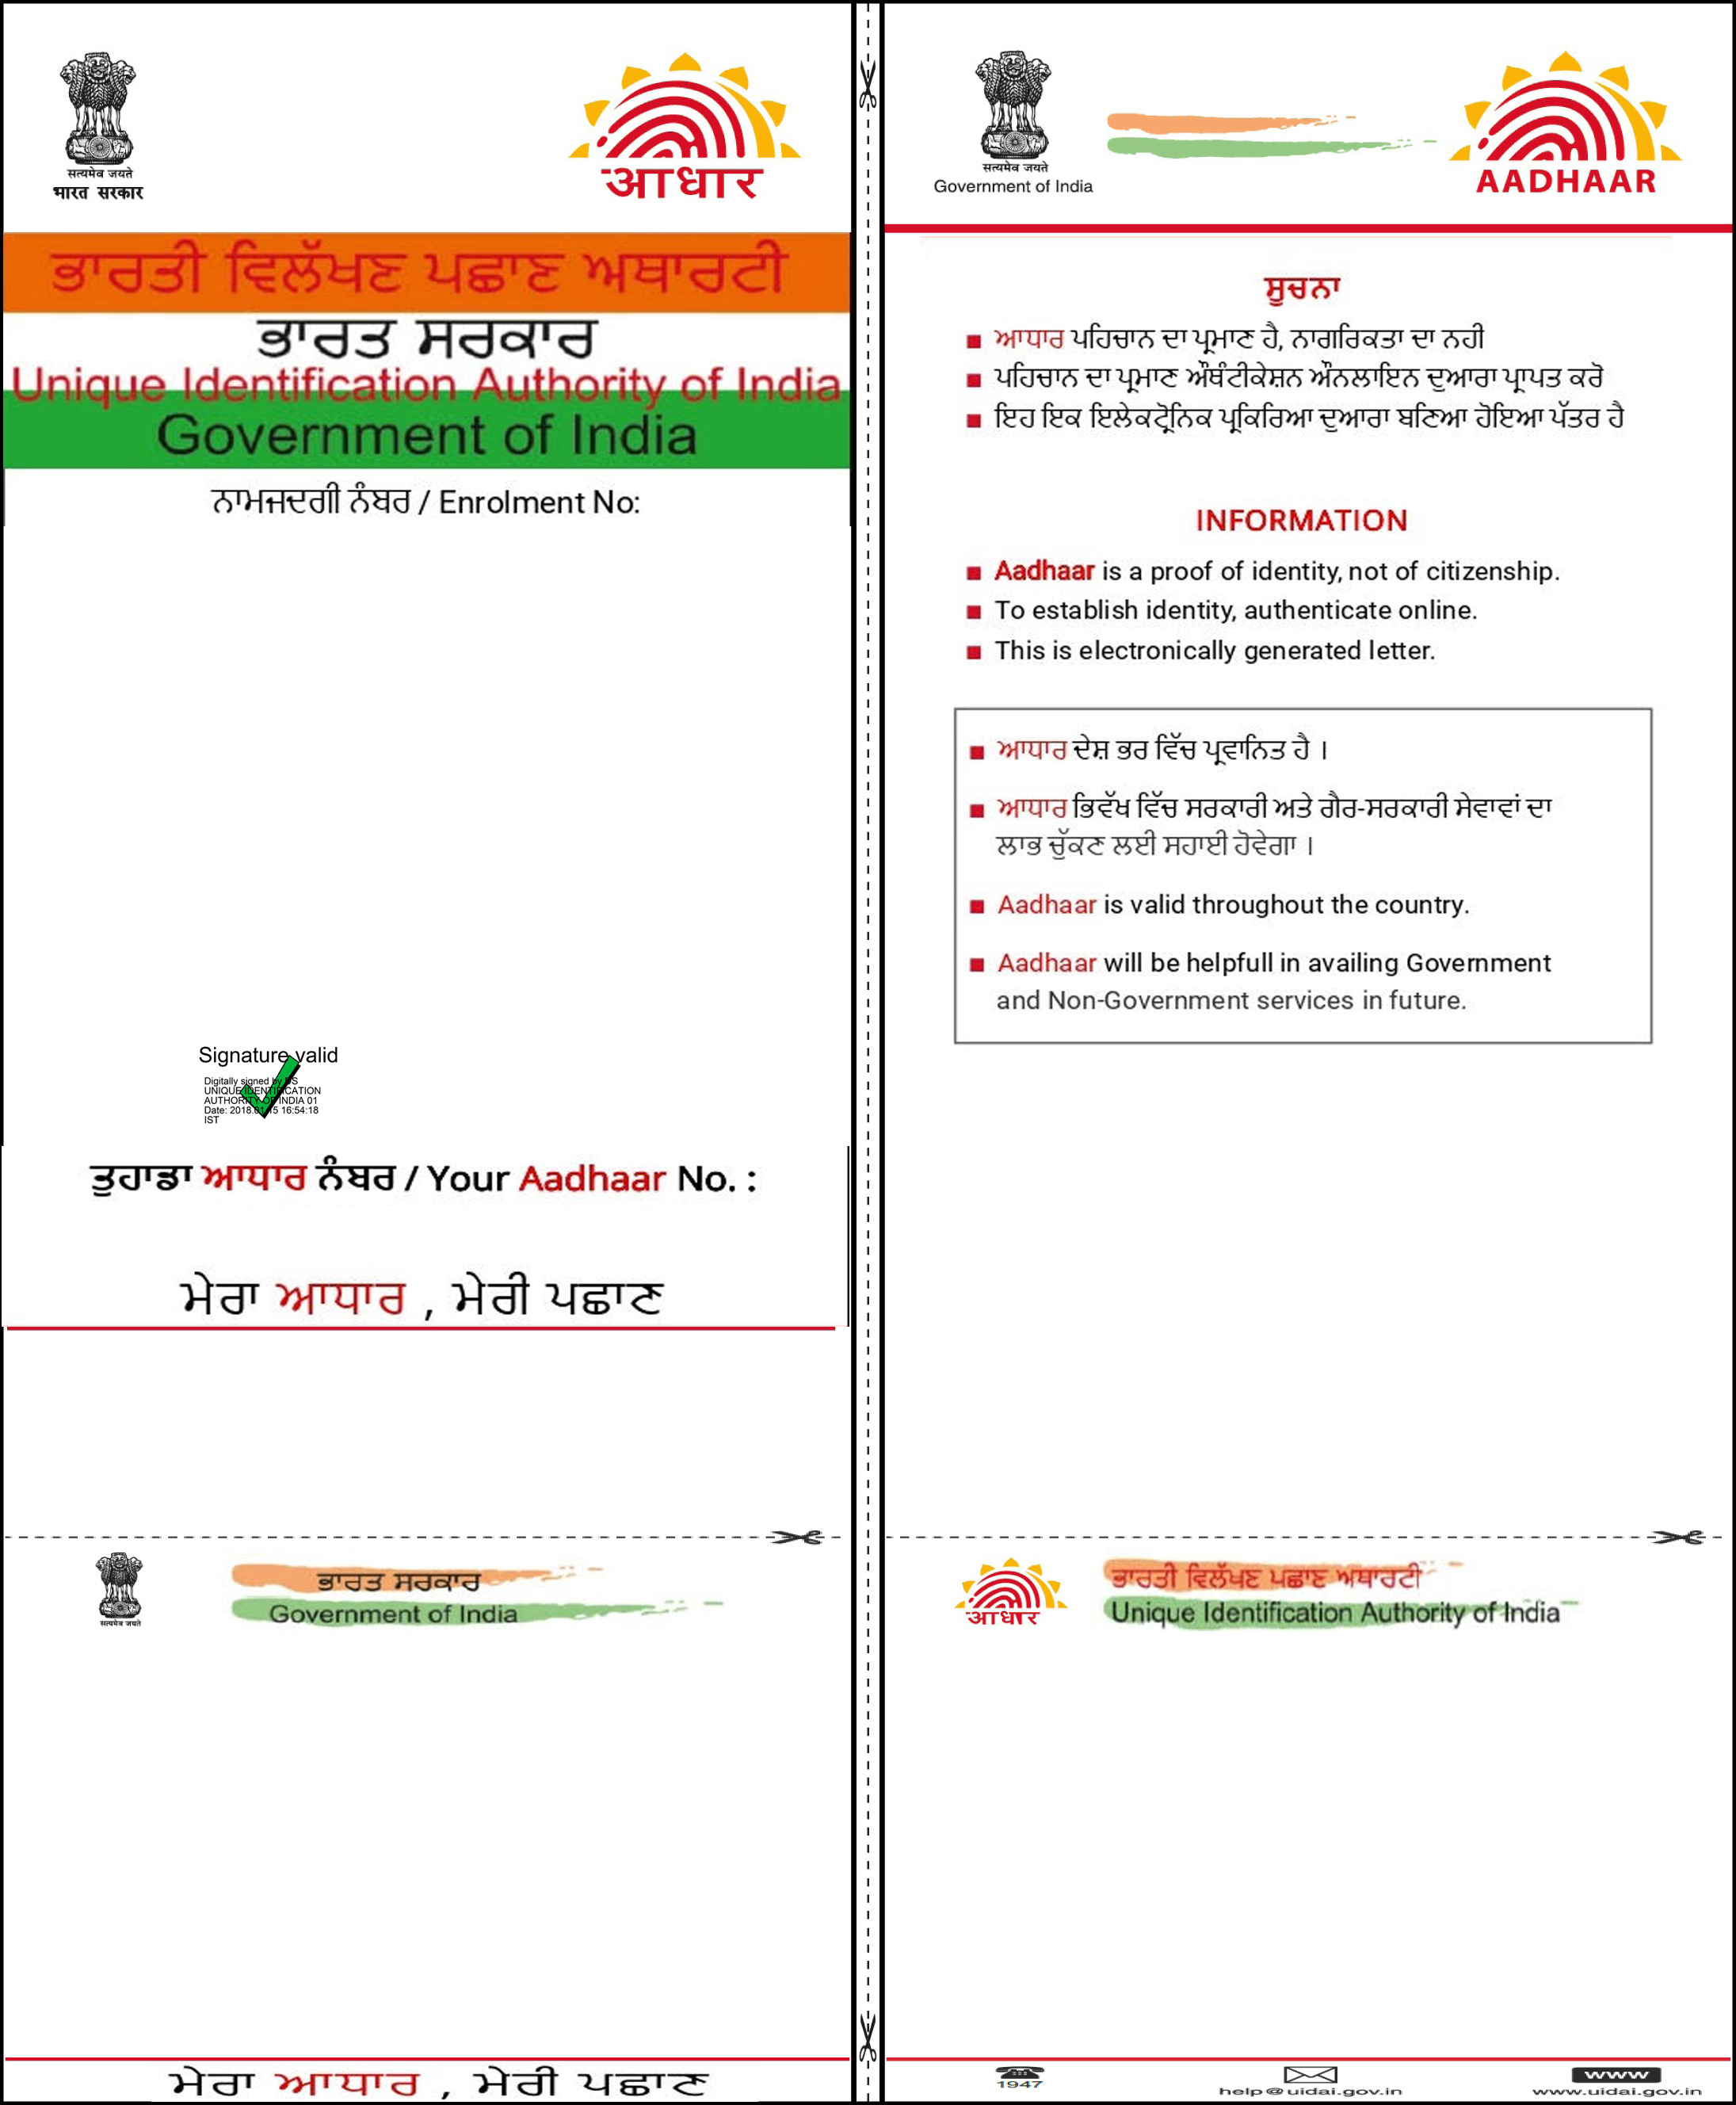 सत्यमेव जयते
भारत सरकार
आधार
ਭਾਰਤੀ ਵਿਲੱਖਣ ਪਛਾਣ ਅਥਾਰਟੀ
ਭਾਰਤ ਸਰਕਾਰ
Unique Identification Authority of India
Government of India
ਨਾਮਜਦਗੀ ਨੰਬਰ / Enrolment No:
Signature valid
Digitally signed by DS
UNIQUE IDENTIFICATION
AUTHORITY OF INDIA 01
Date: 2018.01.15 16:54:18
IST
ਤੁਹਾਡਾ ਆਧਾਰ ਨੰਬਰ / Your Aadhaar No. :
ਮੇਰਾ ਆਧਾਰ , ਮੇਰੀ ਪਛਾਣ
सत्यमेव जयते
ਭਾਰਤ ਸਰਕਾਰ
Government of India
ਮੇਰਾ ਆਧਾਰ , ਮੇਰੀ ਪਛਾਣ
सत्यमेव जयते
Government of India
AADHAAR
ਸੂਚਨਾ
ਆਧਾਰ ਪਹਿਚਾਨ ਦਾ ਪ੍ਰਮਾਣ ਹੈ, ਨਾਗਰਿਕਤਾ ਦਾ ਨਹੀ
ਪਹਿਚਾਨ ਦਾ ਪ੍ਰਮਾਣ ਔਥੰਟੀਕੇਸ਼ਨ ਔਨਲਾਇਨ ਦੁਆਰਾ ਪ੍ਰਾਪਤ ਕਰੋ
ਇਹ ਇਕ ਇਲੇਕਟ੍ਰੋਨਿਕ ਪ੍ਰਕਿਰਿਆ ਦੁਆਰਾ ਬਣਿਆ ਹੋਇਆ ਪੱਤਰ ਹੈ
INFORMATION
Aadhaar is a proof of identity, not of citizenship.
To establish identity, authenticate online.
This is electronically generated letter.
ਆਧਾਰ ਦੇਸ਼ ਭਰ ਵਿੱਚ ਪ੍ਰਵਾਨਿਤ ਹੈ ।
ਆਧਾਰ ਭਿਵੱਖ ਵਿੱਚ ਸਰਕਾਰੀ ਅਤੇ ਗੈਰ-ਸਰਕਾਰੀ ਸੇਵਾਵਾਂ ਦਾ
ਲਾਭ ਚੁੱਕਣ ਲਈ ਸਹਾਈ ਹੋਵੇਗਾ ।
Aadhaar is valid throughout the country.
Aadhaar will be helpfull in availing Government
and Non-Government services in future.
आधार
ਭਾਰਤੀ ਵਿਲੱਖਣ ਪਛਾਣ ਅਥਾਰਟੀ
Unique Identification Authority of India
1947
help@uidai.gov.in
www
www.uidai.gov.in